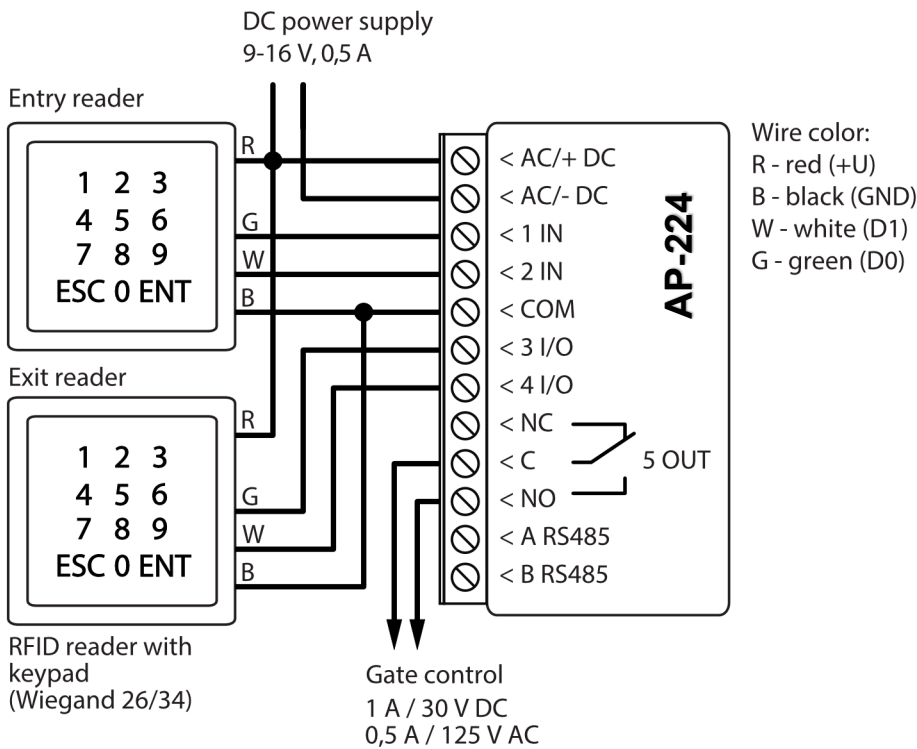 DC power supply
9-16 V, 0,5 A
Entry reader
R
1 2 3
4 5 6
7 8 9
ESC 0 ENT
G
W
B
Exit reader
R
1 2 3
4 5 6
7 8 9
ESC 0 ENT
G
W
B
RFID reader with
keypad
(Wiegand 26/34)
< AC/+ DC
< AC/- DC
< 1 IN
< 2 IN
< COM
< 3 I/O
< 4 I/O
< NC
< C
5 OUT
< NO
< A RS485
< B RS485
AP-224
Wire color:
R - red (+U)
B - black (GND)
W - white (D1)
G - green (D0)
Gate control
1 A / 30 V DC
0,5 A / 125 V AC